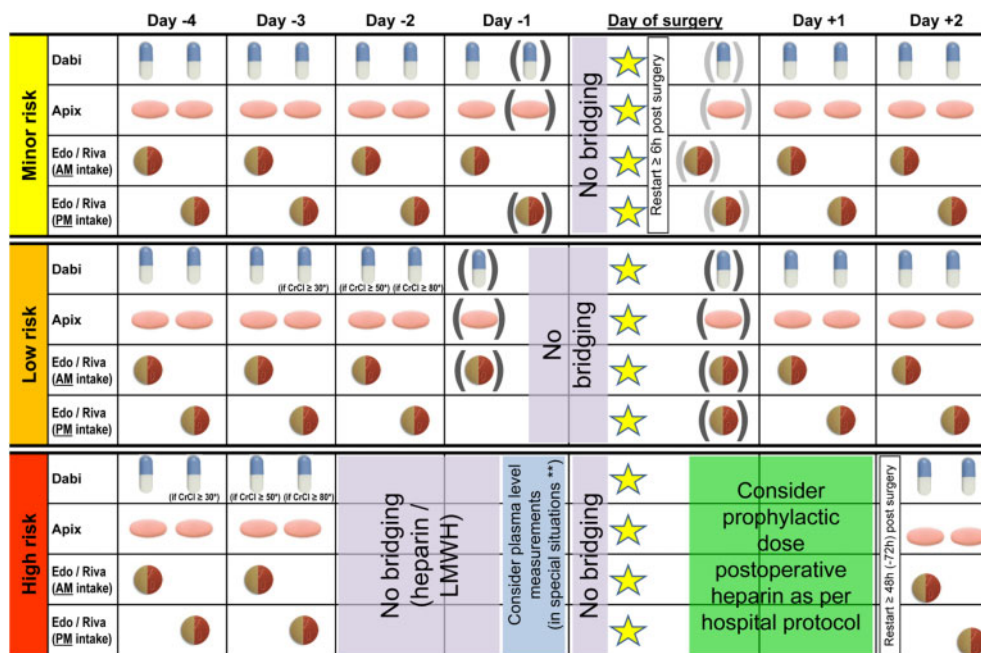 Day -4 Day -3 Day -2 Day -1 Day of surgery Day +1 Day +2
Minor risk
Dabi
Apix
Edo / Riva
(AM intake)
Edo / Riva
(PM intake)
No bridging
Restart ≥ 6h post surgery
Low risk
Dabi
(if CrCl ≥ 30*) (if CrCl ≥ 50*) (if CrCl ≥ 80*)
Apix
Edo / Riva
(AM intake)
Edo / Riva
(PM intake)
No
bridging
High risk
Dabi
(if CrCl ≥ 30*) (if CrCl ≥ 50*) (if CrCl ≥ 80*)
Apix
Edo / Riva
(AM intake)
Edo / Riva
(PM intake)
No bridging
(heparin /
LMWH)
Consider plasma level
measurements
(in special situations **)
No bridging
Consider
prophylactic
dose
postoperative
heparin as per
hospital protocol
Restart ≥ 48h (-72h) post surgery